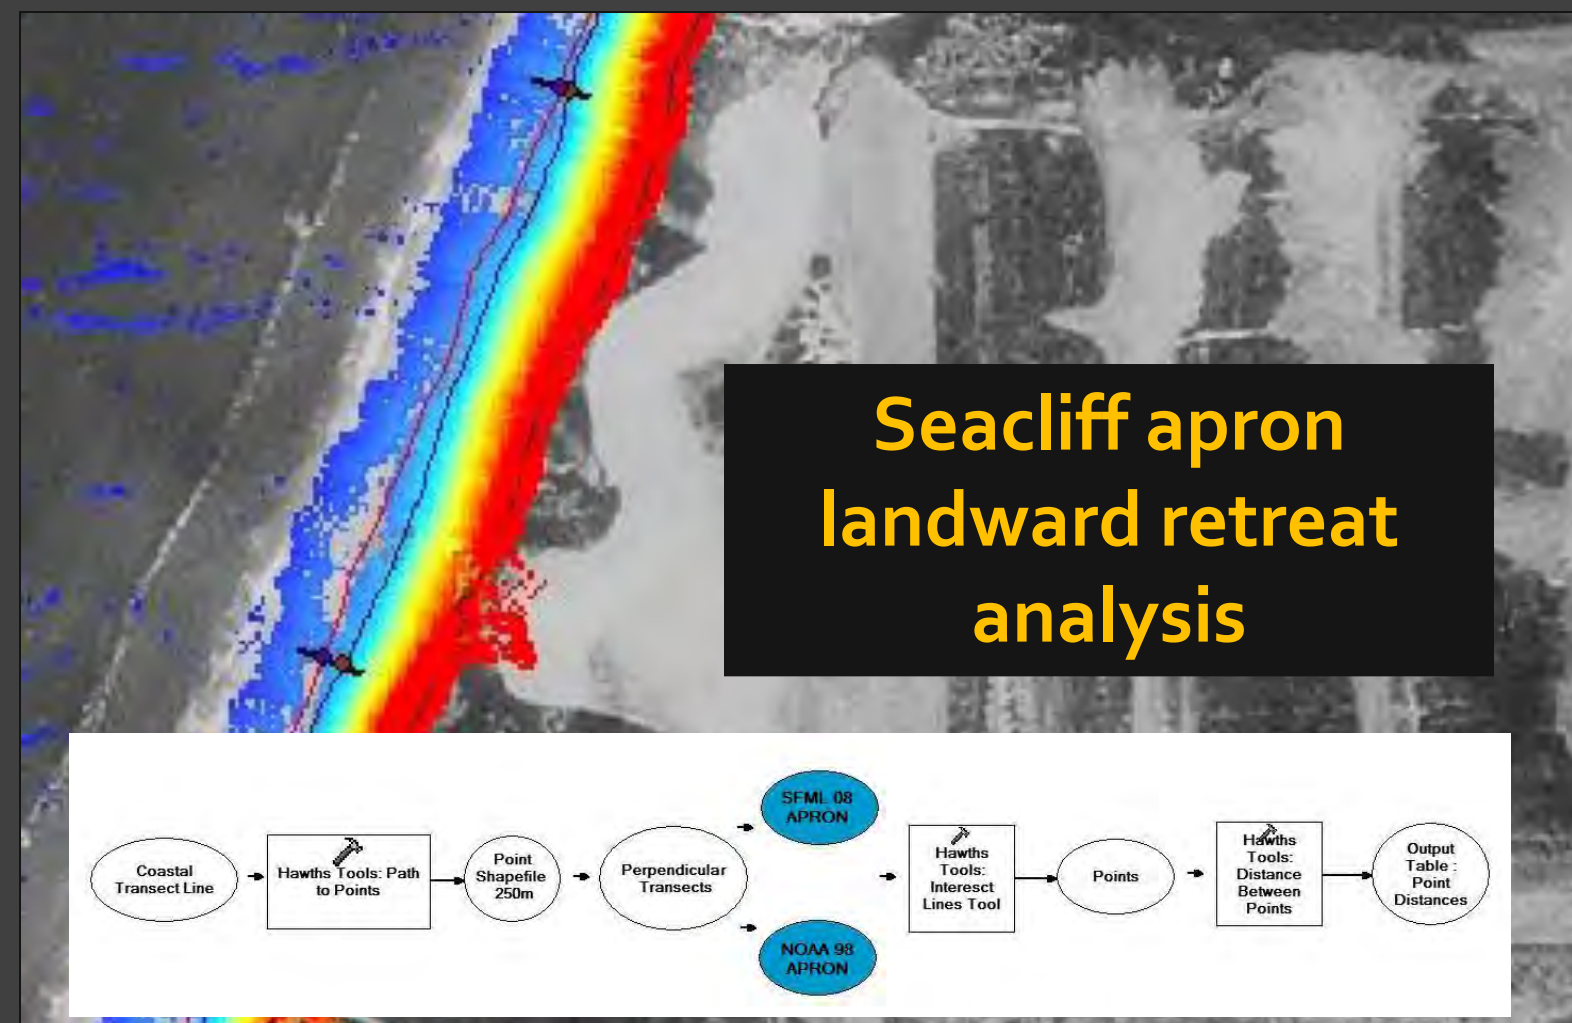 Seacliff apron
landward retreat
analysis
Coastal
Transect Line
Hawths Tools: Path
to Points
Point
Shapefile
250m
Perpendicular
Transects
SFML 08
APRON
NOAA 98
APRON
Hawths
Tools:
Interesct
Lines Tool
Points
Hawths
Tools:
Distance
Between
Points
Output
Table :
Point
Distances